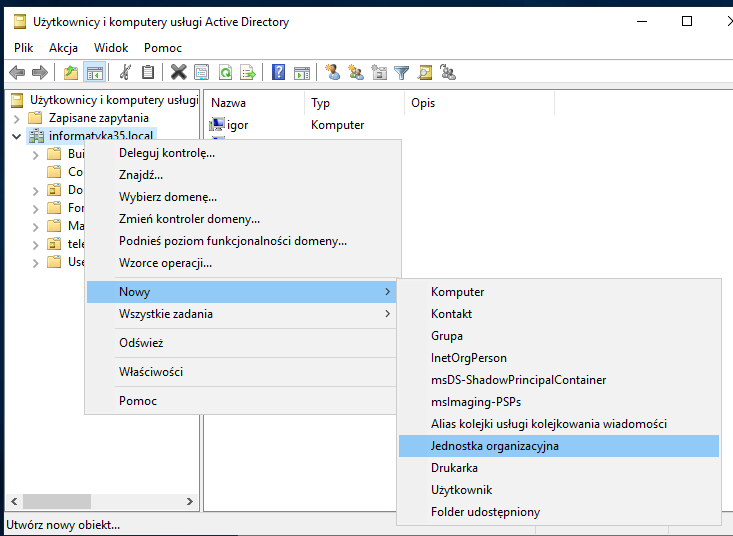 Użytkownicy i komputery usługi Active Directory
Plik Akcja Widok Pomoc
Użytkownicy i komputery usługi
Zapisane zapytania
informatyka35.local
Bui
Co
Do
For
Ma
tele
Use
Nazwa Typ Opis
igor Komputer
Deleguj kontrolę...
Znajdź...
Wybierz domenę...
Zmień kontroler domeny...
Podnieś poziom funkcjonalności domeny...
Wzorce operacji...
Nowy
Wszystkie zadania
Odśwież
Właściwości
Pomoc
Komputer
Kontakt
Grupa
InetOrgPerson
msDS-ShadowPrincipalContainer
msImaging-PSPs
Alias kolejki usługi kolejkowania wiadomości
Jednostka organizacyjna
Drukarka
Użytkownik
Folder udostępniony
Utwórz nowy obiekt...